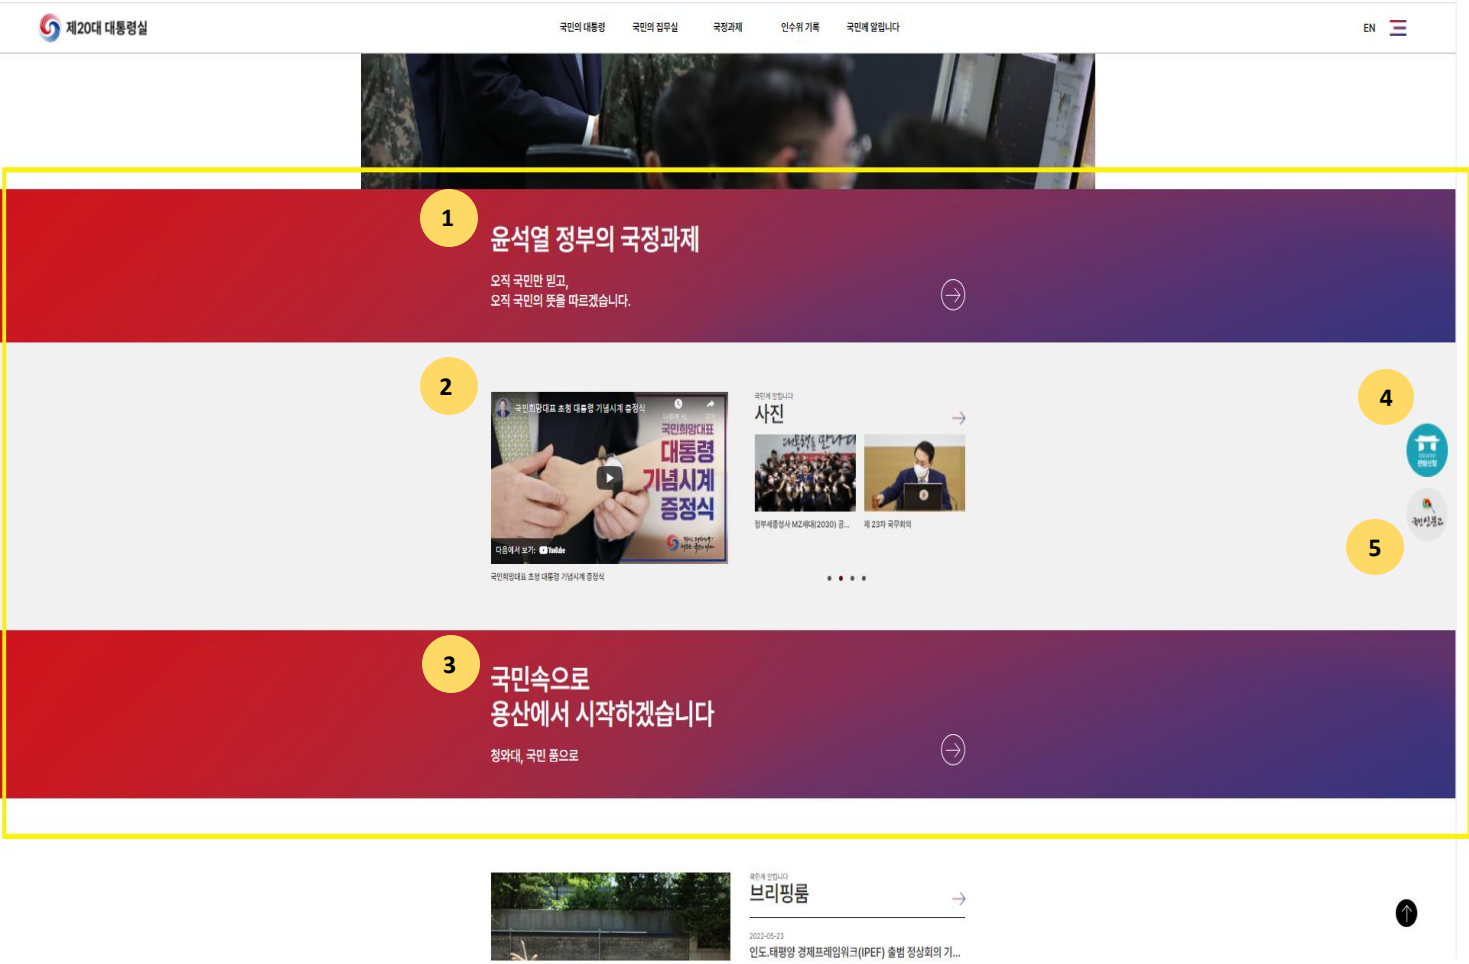 제20대 대통령실
국민의 대통령 국민의 집무실 국정과제 인수위 기록 국민께 알립니다
EN
1
윤석열 정부의 국정과제
오직 국민만 믿고,
오직 국민의 뜻을 따르겠습니다.
2
국민희망대표 초청 대통령 기념시계 증정식
국민희망대표
대통령
기념시계
증정식
다음에서 보기: YouTube
국민희망대표 초청 대통령 기념시계 증정식
국민께 알립니다
사진
정부세종청사 MZ세대(2030) 공...
제 23차 국무회의
4
관람신청
국민신문고
5
3
국민속으로
용산에서 시작하겠습니다
청와대, 국민 품으로
국민께 알립니다
브리핑룸
2022-05-23
인도.태평양 경제프레임워크(IPEF) 출범 정상회의 기...